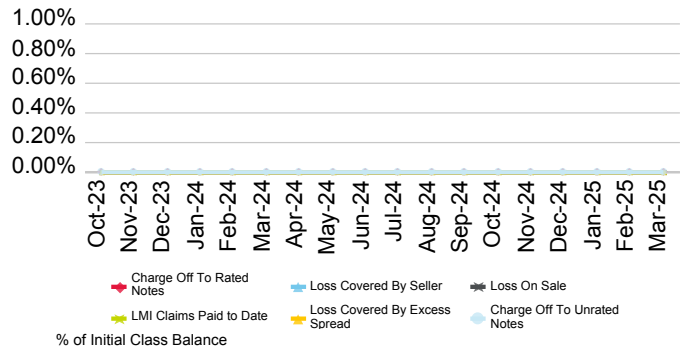 1.00%
0.80%
0.60%
0.40%
0.20%
0.00%
Oct-23
Nov-23
Dec-23
Jan-24
Feb-24
Mar-24
Apr-24
May-24
Jun-24
Jul-24
Aug-24
Sep-24
Oct-24
Nov-24
Dec-24
Jan-25
Feb-25
Mar-25
Charge Off To Rated
Notes
Loss Covered By Seller
Loss On Sale
LMI Claims Paid to Date
Loss Covered By Excess
Spread
Charge Off To Unrated
Notes
% of Initial Class Balance